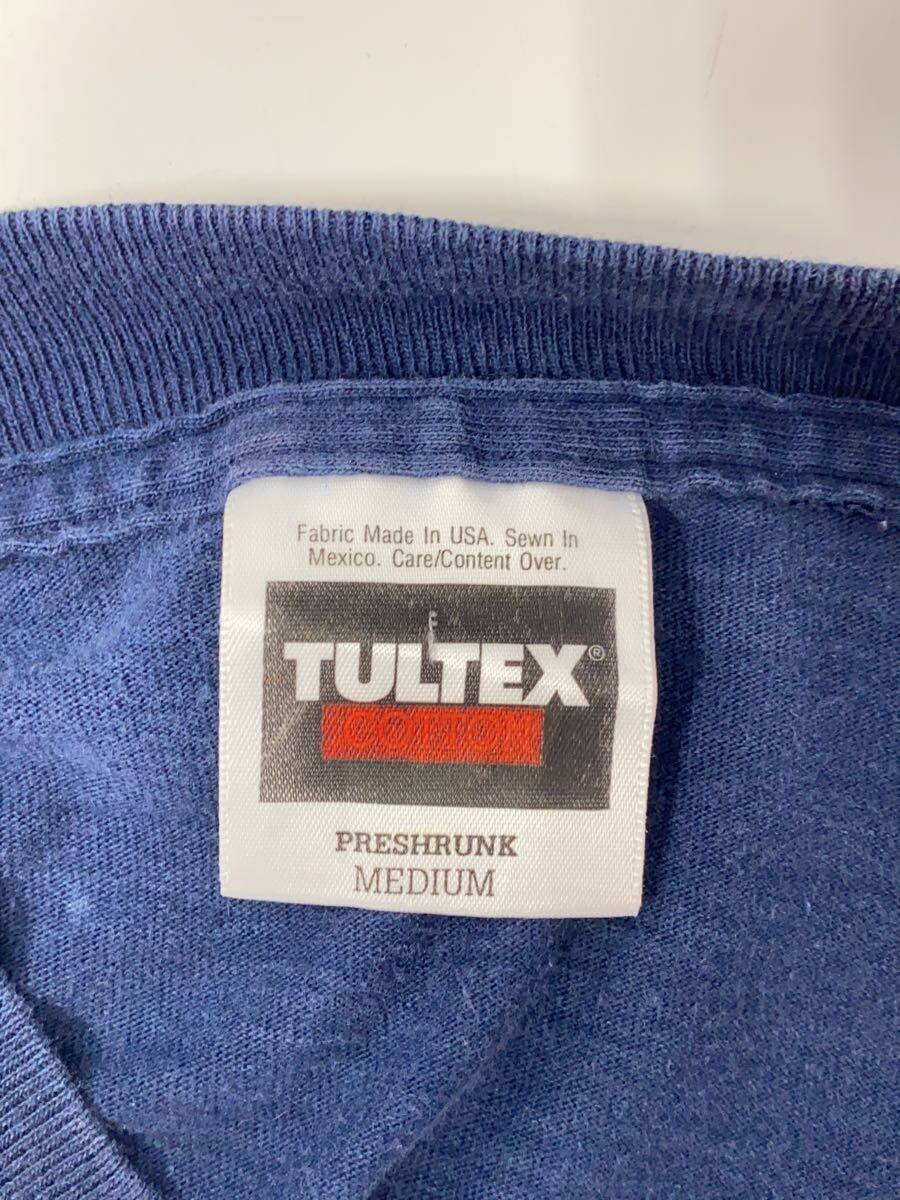 Fabric Made In USA. Sewn In
Mexico. Care/Content Over.
TULTEX®
COTTON
PRESHRUNK
MEDIUM